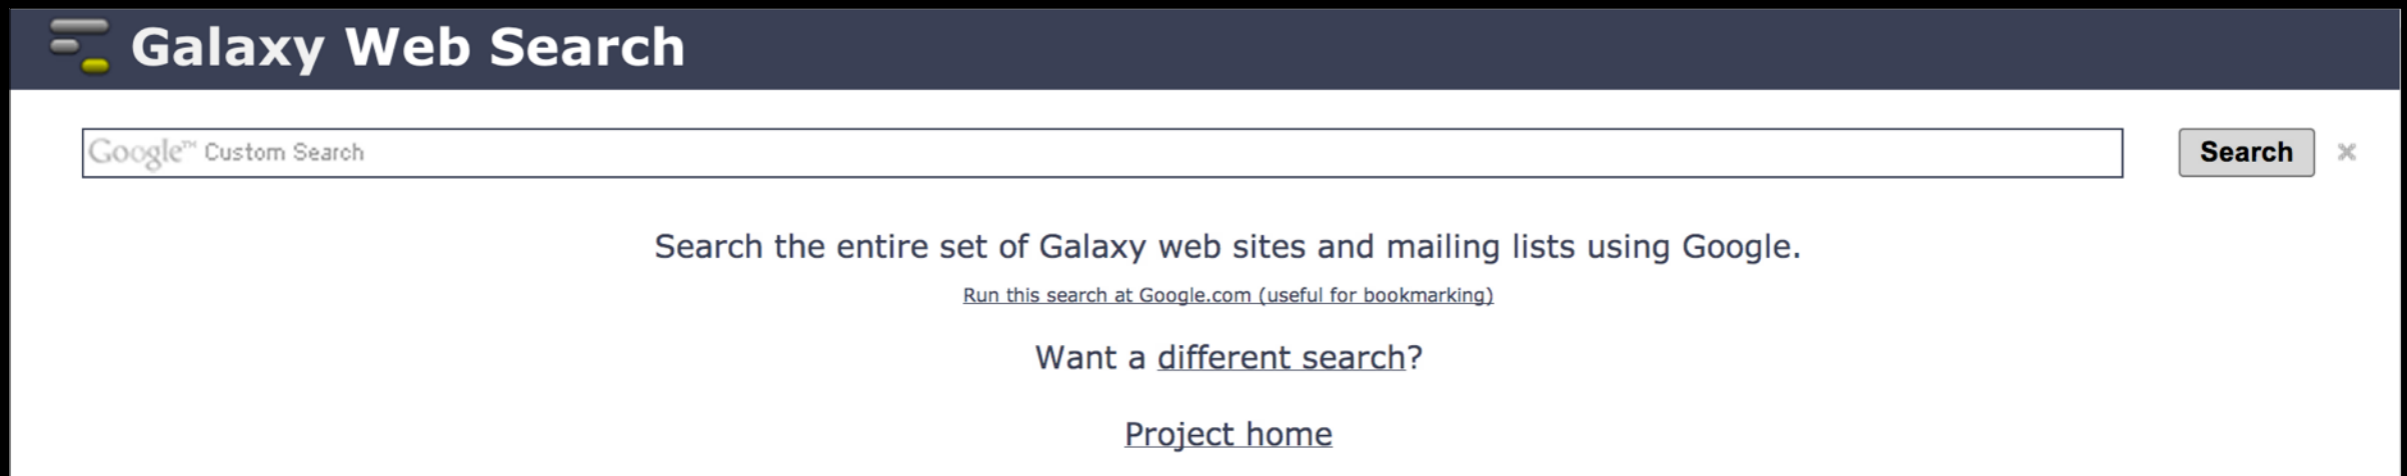 Galaxy Web Search
Google™ Custom Search
Search
×
Search the entire set of Galaxy web sites and mailing lists using Google.
Run this search at Google.com (useful for bookmarking)
Want a different search?
Project home